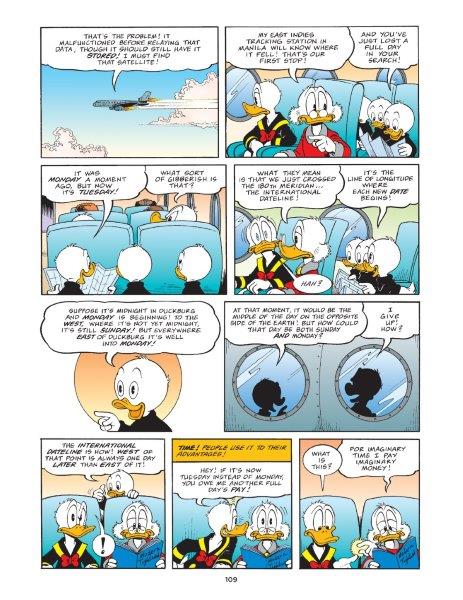 THAT'S THE PROBLEM! IT
MALFUNCTIONED BEFORE RELAYING THAT
DATA, THOUGH IT SHOULD STILL HAVE IT
STORED! I MUST FIND
THAT SATELLITE!
MY EAST INDIES
TRACKING STATION IN
MANILA WILL KNOW WHERE
IT FELL! THAT'S OUR
FIRST STOP!
AND YOU'VE
JUST LOST A
FULL DAY
IN YOUR
SEARCH!
IT WAS
MONDAY A MOMENT
AGO, BUT NOW
IT'S TUESDAY!
WHAT SORT
OF GIBBERISH IS
THAT?
WHAT THEY MEAN
IS THAT WE JUST CROSSED
THE 180TH MERIDIAN...
THE INTERNATIONAL
DATELINE!
IT'S THE
LINE OF LONGITUDE
WHERE
EACH NEW DATE
BEGINS!
HAH?
SUPPOSE IT'S MIDNIGHT IN DUCKBURG
AND MONDAY IS BEGINNING! TO THE
WEST, WHERE IT'S NOT YET MIDNIGHT,
IT'S STILL SUNDAY! BUT EVERYWHERE
EAST OF DUCKBURG IT'S WELL
INTO MONDAY!
AT THAT MOMENT, IT WOULD BE THE
MIDDLE OF THE DAY ON THE OPPOSITE
SIDE OF THE EARTH! BUT HOW COULD
THAT DAY BE BOTH SUNDAY
AND MONDAY?
I
GIVE
UP!
HOW?
THE INTERNATIONAL
DATELINE IS HOW! WEST OF
THAT POINT IS ALWAYS ONE DAY
LATER THAN EAST OF IT!
!
TIME! PEOPLE USE IT TO THEIR
ADVANTAGES!
HEY! IF IT'S NOW
TUESDAY INSTEAD OF MONDAY,
YOU OWE ME ANOTHER FULL
DAY'S PAY!
WHAT
IS
THIS?
FOR IMAGINARY
TIME I PAY
IMAGINARY
MONEY!
109